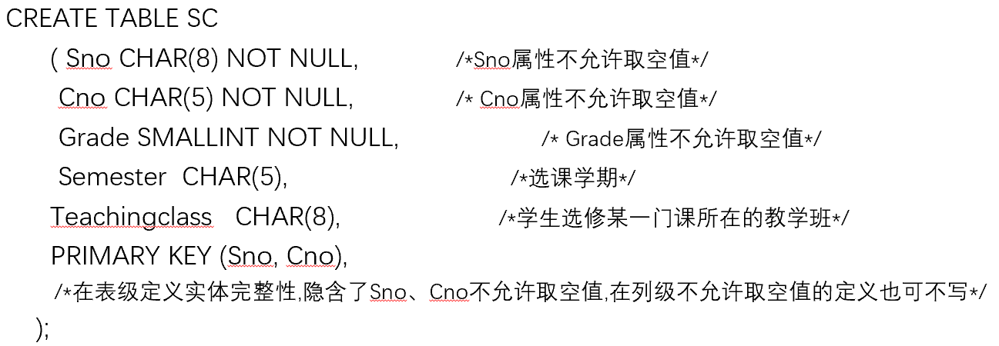 CREATE TABLE SC
( Sno CHAR(8) NOT NULL, /*Sno属性不允许取空值*/
Cno CHAR(5) NOT NULL, /* Cno属性不允许取空值*/
Grade SMALLINT NOT NULL, /* Grade属性不允许取空值*/
Semester CHAR(5), /*选课学期*/
Teachingclass CHAR(8), /*学生选修某一门课所在的教学班*/
PRIMARY KEY (Sno, Cno),
/*在表级定义实体完整性,隐含了Sno、Cno不允许取空值,在列级不允许取空值的定义也可不写*/
);